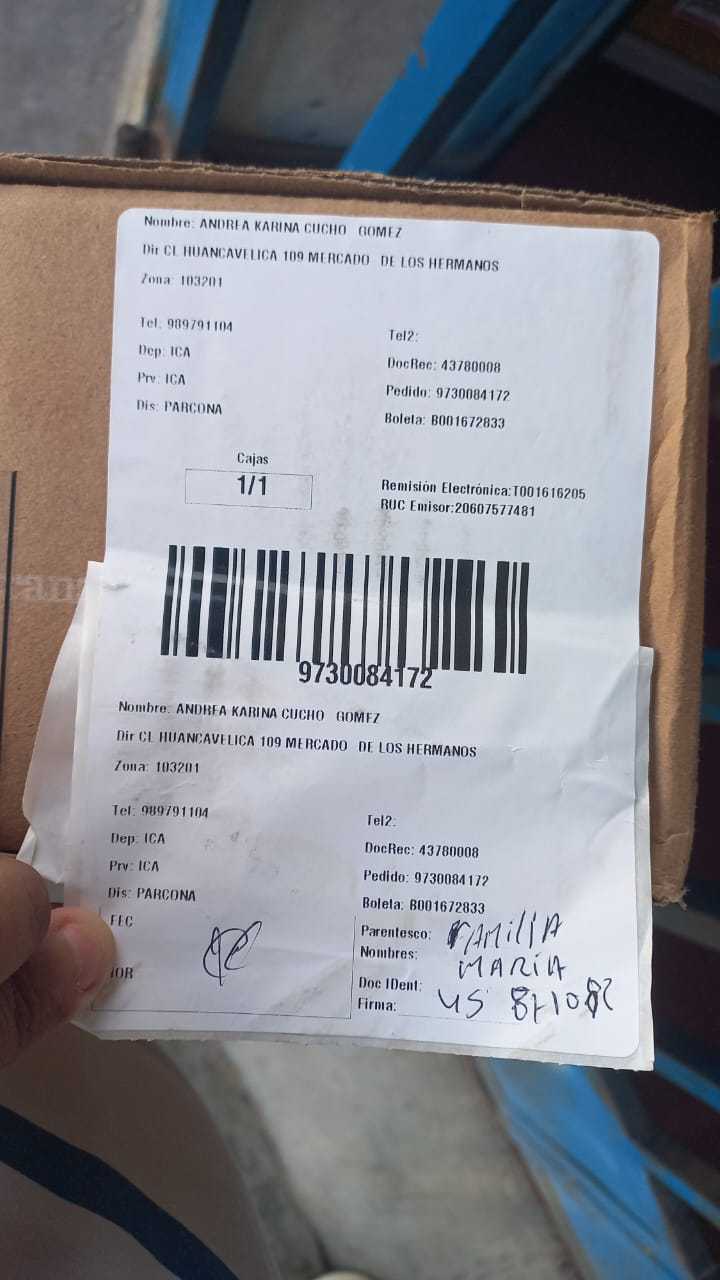 Nombre: ANDREA KARINA CUCHO GOMEZ
Dir CL HUANCAVELICA 109 MERCADO DE LOS HERMANOS
Zona: 103201
Tel: 989791104 Tel2:
Dep: ICA DocRec: 43780008
Prv: ICA Pedido: 9730084172
Dis: PARCONA Boleta: B001672833
Cajas
1/1
Remisión Electrónica:T001616205
RUC Emisor:20607577481
9730084172
Nombre: ANDREA KARINA CUCHO GOMEZ
Dir CL HUANCAVELICA 109 MERCADO DE LOS HERMANOS
Zona: 103201
Tel: 989791104 Tel2:
Dep: ICA DocRec: 43780008
Prv: ICA Pedido: 9730084172
Dis: PARCONA Boleta: B001672833
FEC Parentesco: FAMILIA
Nombres: MARIA
Doc IDent:
Firma: